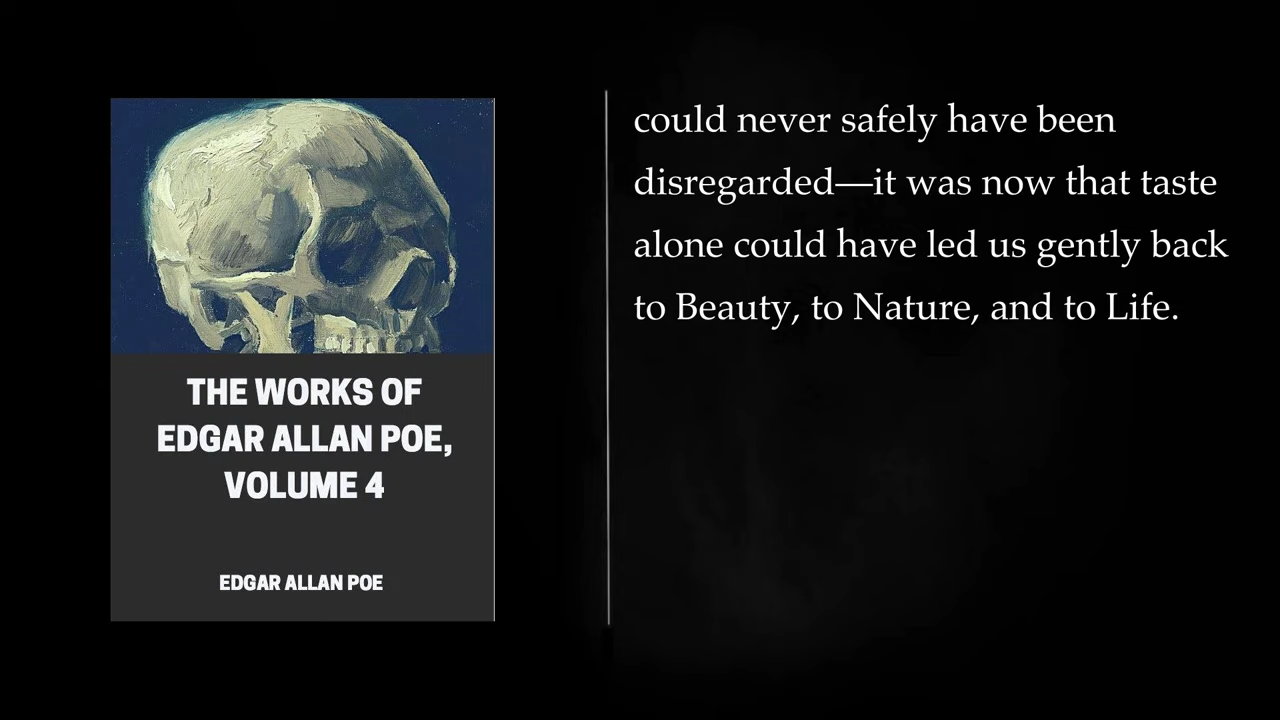 THE WORKS OF
EDGAR ALLAN POE,
VOLUME 4
EDGAR ALLAN POE
could never safely have been
disregarded—it was now that taste
alone could have led us gently back
to Beauty, to Nature, and to Life.